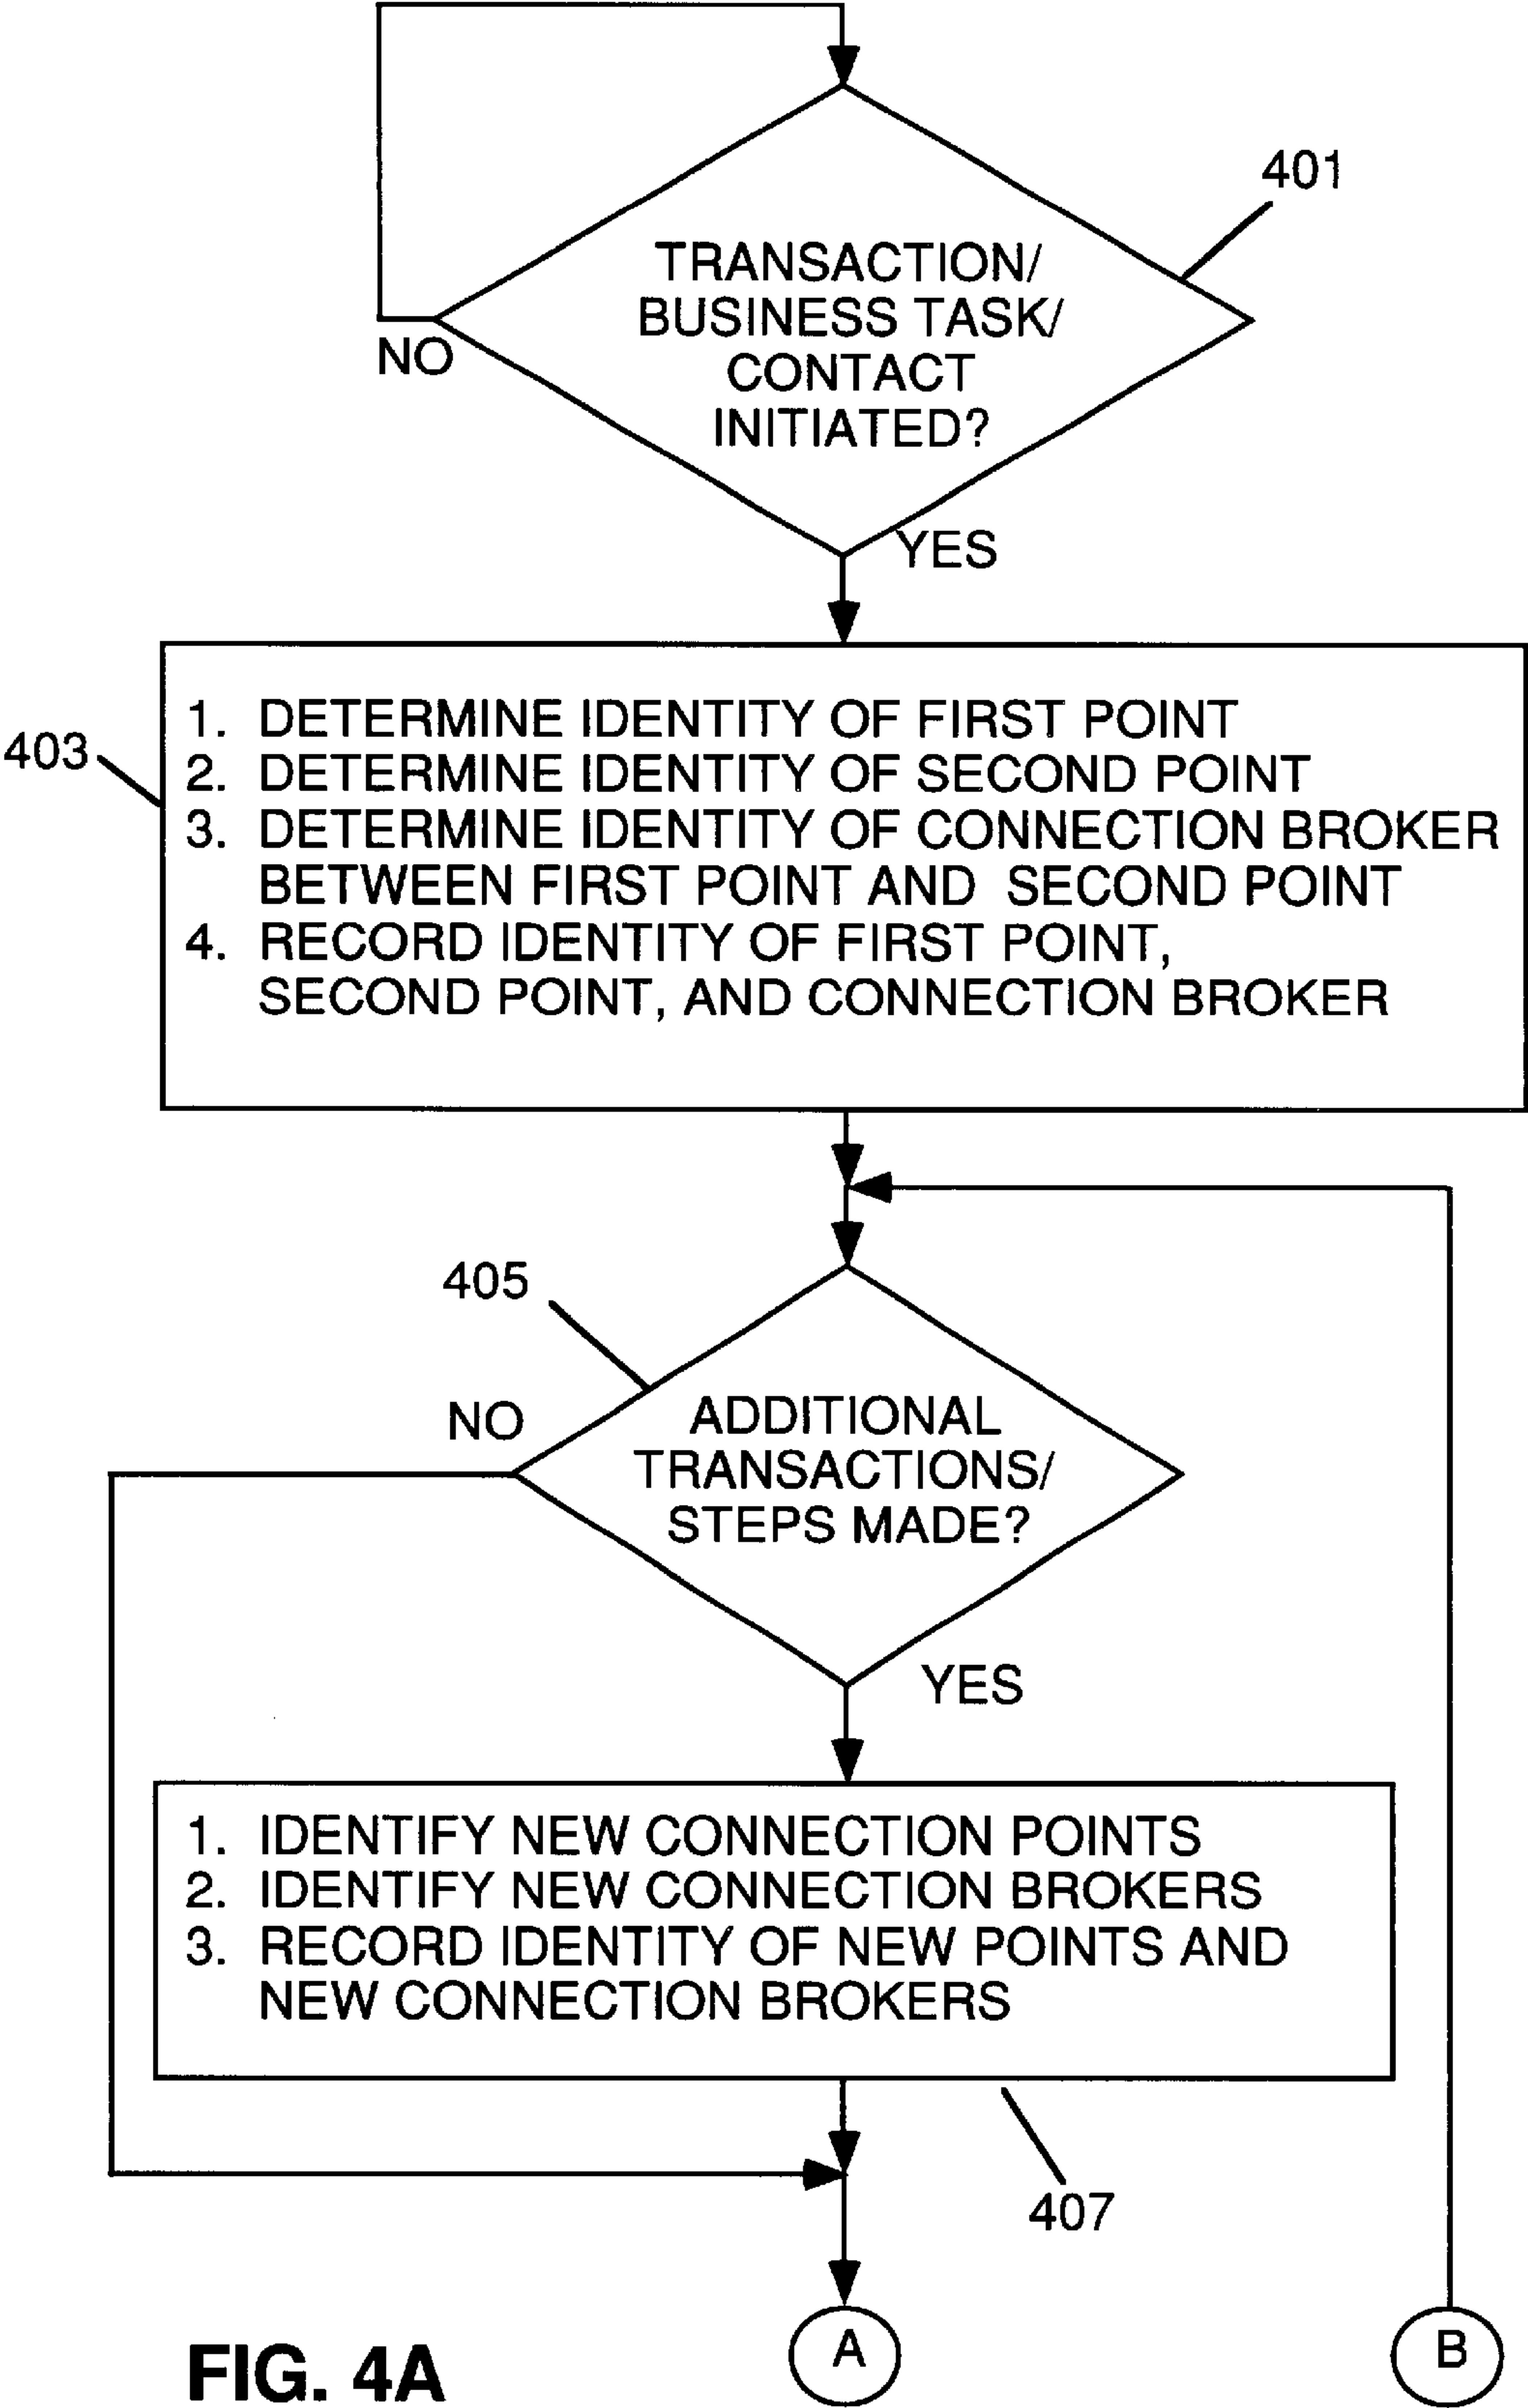 401
TRANSACTION/
BUSINESS TASK/
CONTACT
INITIATED?
NO
YES
403
1. DETERMINE IDENTITY OF FIRST POINT
2. DETERMINE IDENTITY OF SECOND POINT
3. DETERMINE IDENTITY OF CONNECTION BROKER
BETWEEN FIRST POINT AND SECOND POINT
4. RECORD IDENTITY OF FIRST POINT,
SECOND POINT, AND CONNECTION BROKER
405
NO
ADDITIONAL
TRANSACTIONS/
STEPS MADE?
YES
1. IDENTIFY NEW CONNECTION POINTS
2. IDENTIFY NEW CONNECTION BROKERS
3. RECORD IDENTITY OF NEW POINTS AND
NEW CONNECTION BROKERS
407
A
B
FIG. 4A